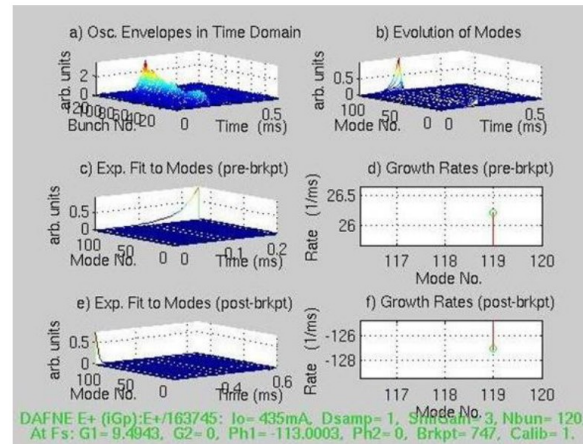 a) Osc. Envelopes in Time Domain
arb. units
2
0
120
100
80
60
40
20
0
Bunch No.
0
0.5
Time (ms)
b) Evolution of Modes
arb. units
0.5
0
100
50
0
Mode No.
0
0.5
Time (ms)
c) Exp. Fit to Modes (pre-brkpt)
arb. units
0.5
0
100
50
0
Mode No.
0
0.1
0.2
Time (ms)
d) Growth Rates (pre-brkpt)
Rate (1/ms)
26.5
26
117 118 119 120
Mode No.
e) Exp. Fit to Modes (post-brkpt)
arb. units
0.5
0
100
50
0
Mode No.
0.4
0.6
Time (ms)
f) Growth Rates (post-brkpt)
Rate (1/ms)
-126
-128
117 118 119 120
Mode No.
DAFNE E+ (iGp):E+/163745: Io= 435mA, Dsamp= 1, ShifGain= 3, Nbun= 120,
At Fs: G1= 9.4943, G2= 0, Ph1= -113.0003, Ph2= 0, Brkpt= 747, Calib= 1.